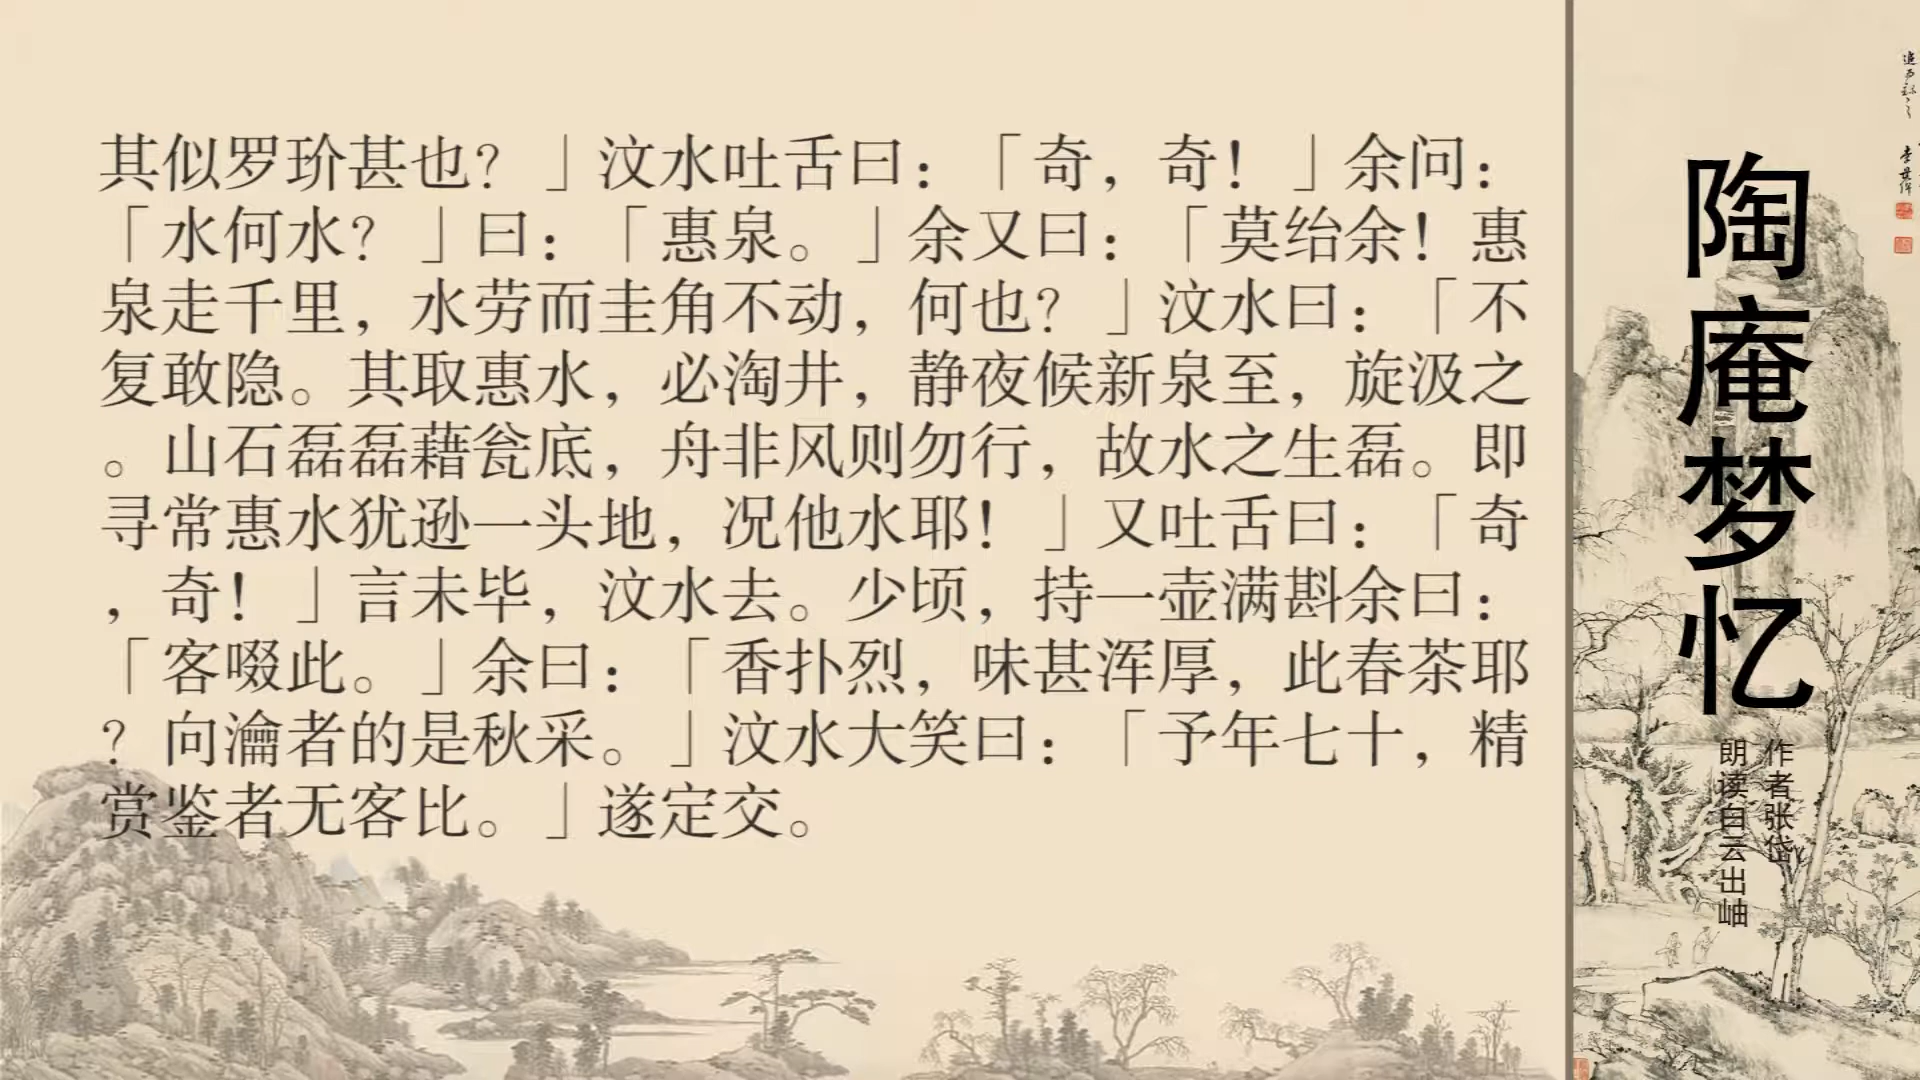 其似罗玠甚也？」汶水吐舌曰：「奇，奇！」余问：
「水何水？」曰：「惠泉。」余又曰：「莫绐余！惠
泉走千里，水劳而圭角不动，何也？」汶水曰：「不
复敢隐。其取惠水，必淘井，静夜候新泉至，旋汲之
。山石磊磊藉瓮底，舟非风则勿行，故水之生磊。即
寻常惠水犹逊一头地，况他水耶！」又吐舌曰：「奇
，奇！」言未毕，汶水去。少顷，持一壶满斟余曰：
「客啜此。」余曰：「香扑烈，味甚浑厚，此春茶耶
？向瀹者的是秋采。」汶水大笑曰：「予年七十，精
赏鉴者无客比。」遂定交。
陶庵梦忆
作者张岱
朗读白云出岫